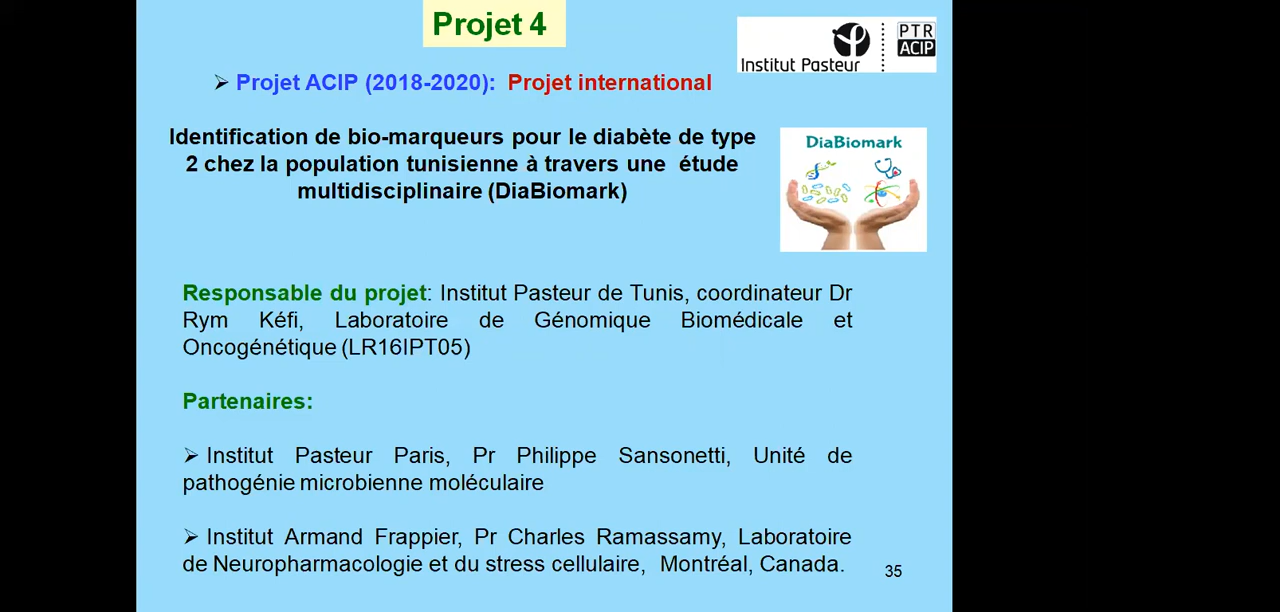 Projet 4
Institut Pasteur
PTR
ACIP
➢ Projet ACIP (2018-2020): Projet international
Identification de bio-marqueurs pour le diabète de type
2 chez la population tunisienne à travers une étude
multidisciplinaire (DiaBiomark)
DiaBiomark
Responsable du projet: Institut Pasteur de Tunis, coordinateur Dr
Rym Kéfi, Laboratoire de Génomique Biomédicale et
Oncogénétique (LR16IPT05)
Partenaires:
➢ Institut Pasteur Paris, Pr Philippe Sansonetti, Unité de
pathogénie microbienne moléculaire
➢ Institut Armand Frappier, Pr Charles Ramassamy, Laboratoire
de Neuropharmacologie et du stress cellulaire, Montréal, Canada.
35